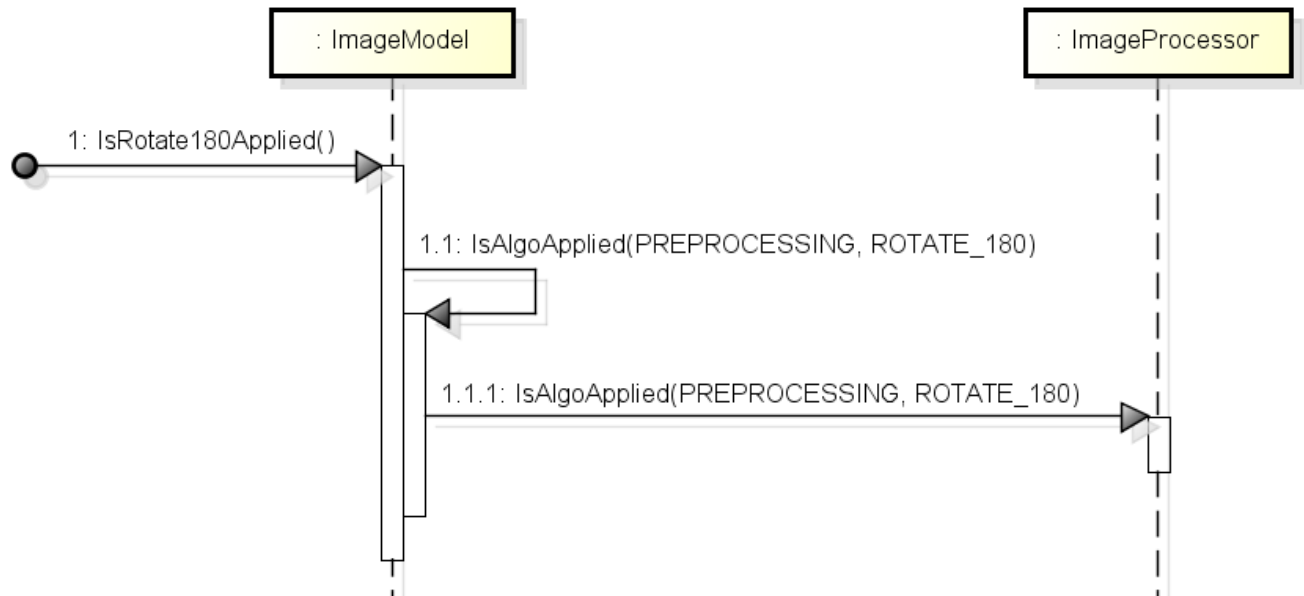 : ImageModel
: ImageProcessor
1: IsRotate180Applied()
1.1: IsAlgoApplied(PREPROCESSING, ROTATE_180)
1.1.1: IsAlgoApplied(PREPROCESSING, ROTATE_180)